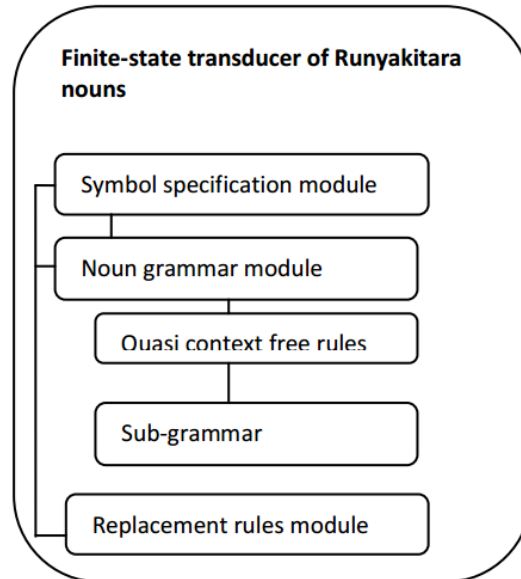 Finite-state transducer of Runyakitara
nouns
Symbol specification module
Noun grammar module
Quasi context free rules
Sub-grammar
Replacement rules module